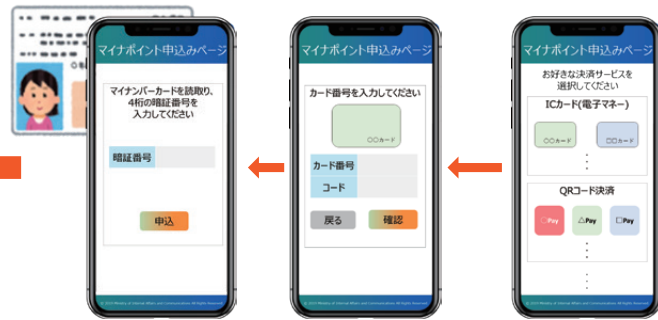 マイナポイント申込みページ
マイナンバーカードを読取り、
4桁の暗証番号を
入力してください
暗証番号
申込
マイナポイント申込みページ
カード番号を入力してください
〇〇カード
カード番号
コード
戻る
確認
マイナポイント申込みページ
お好きな決済サービスを
選択してください
ICカード(電子マネー)
〇〇カード
□□カード
QRコード決済
〇Pay
△Pay
□Pay